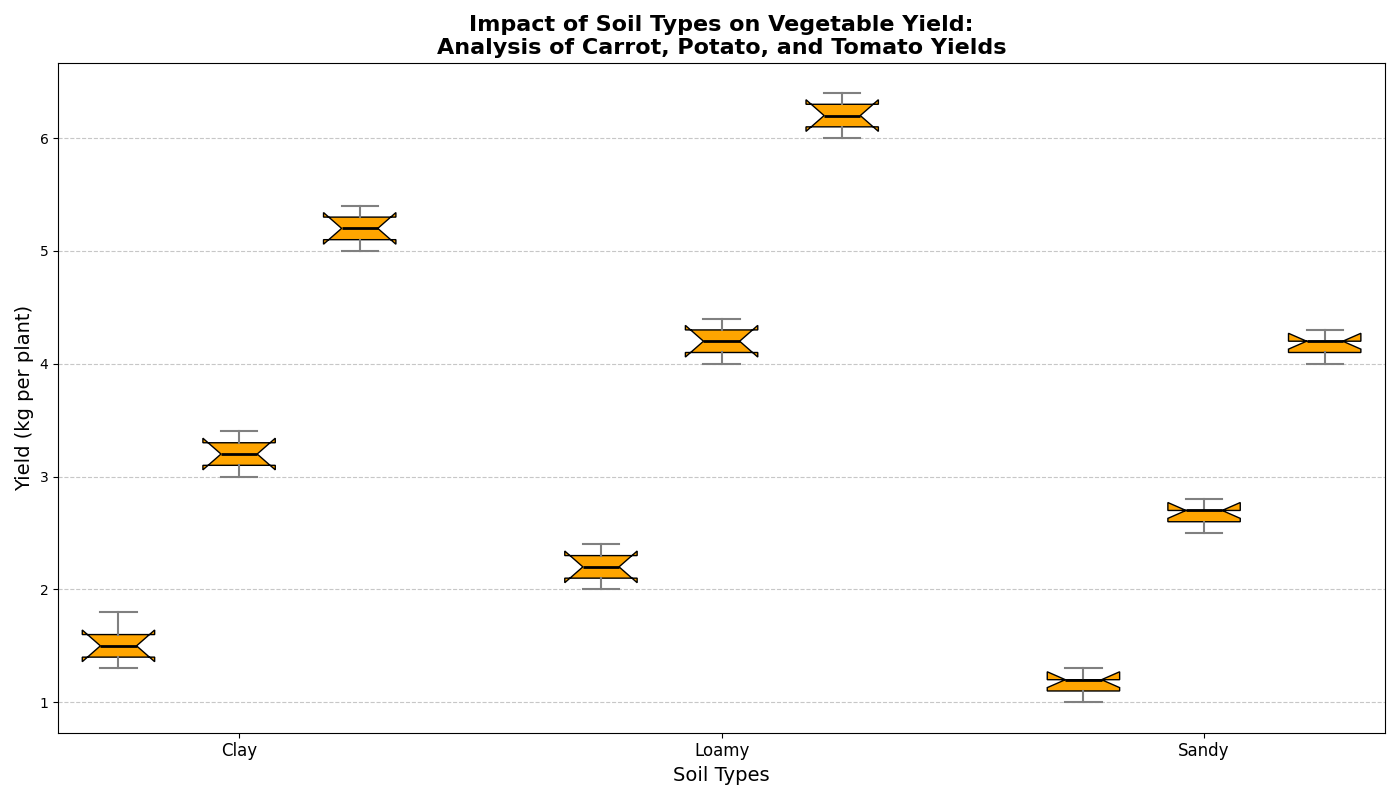 Impact of Soil Types on Vegetable Yield:
Analysis of Carrot, Potato, and Tomato Yields
Yield (kg per plant)
6
5
4
3
2
1
Clay
Loamy
Sandy
Soil Types